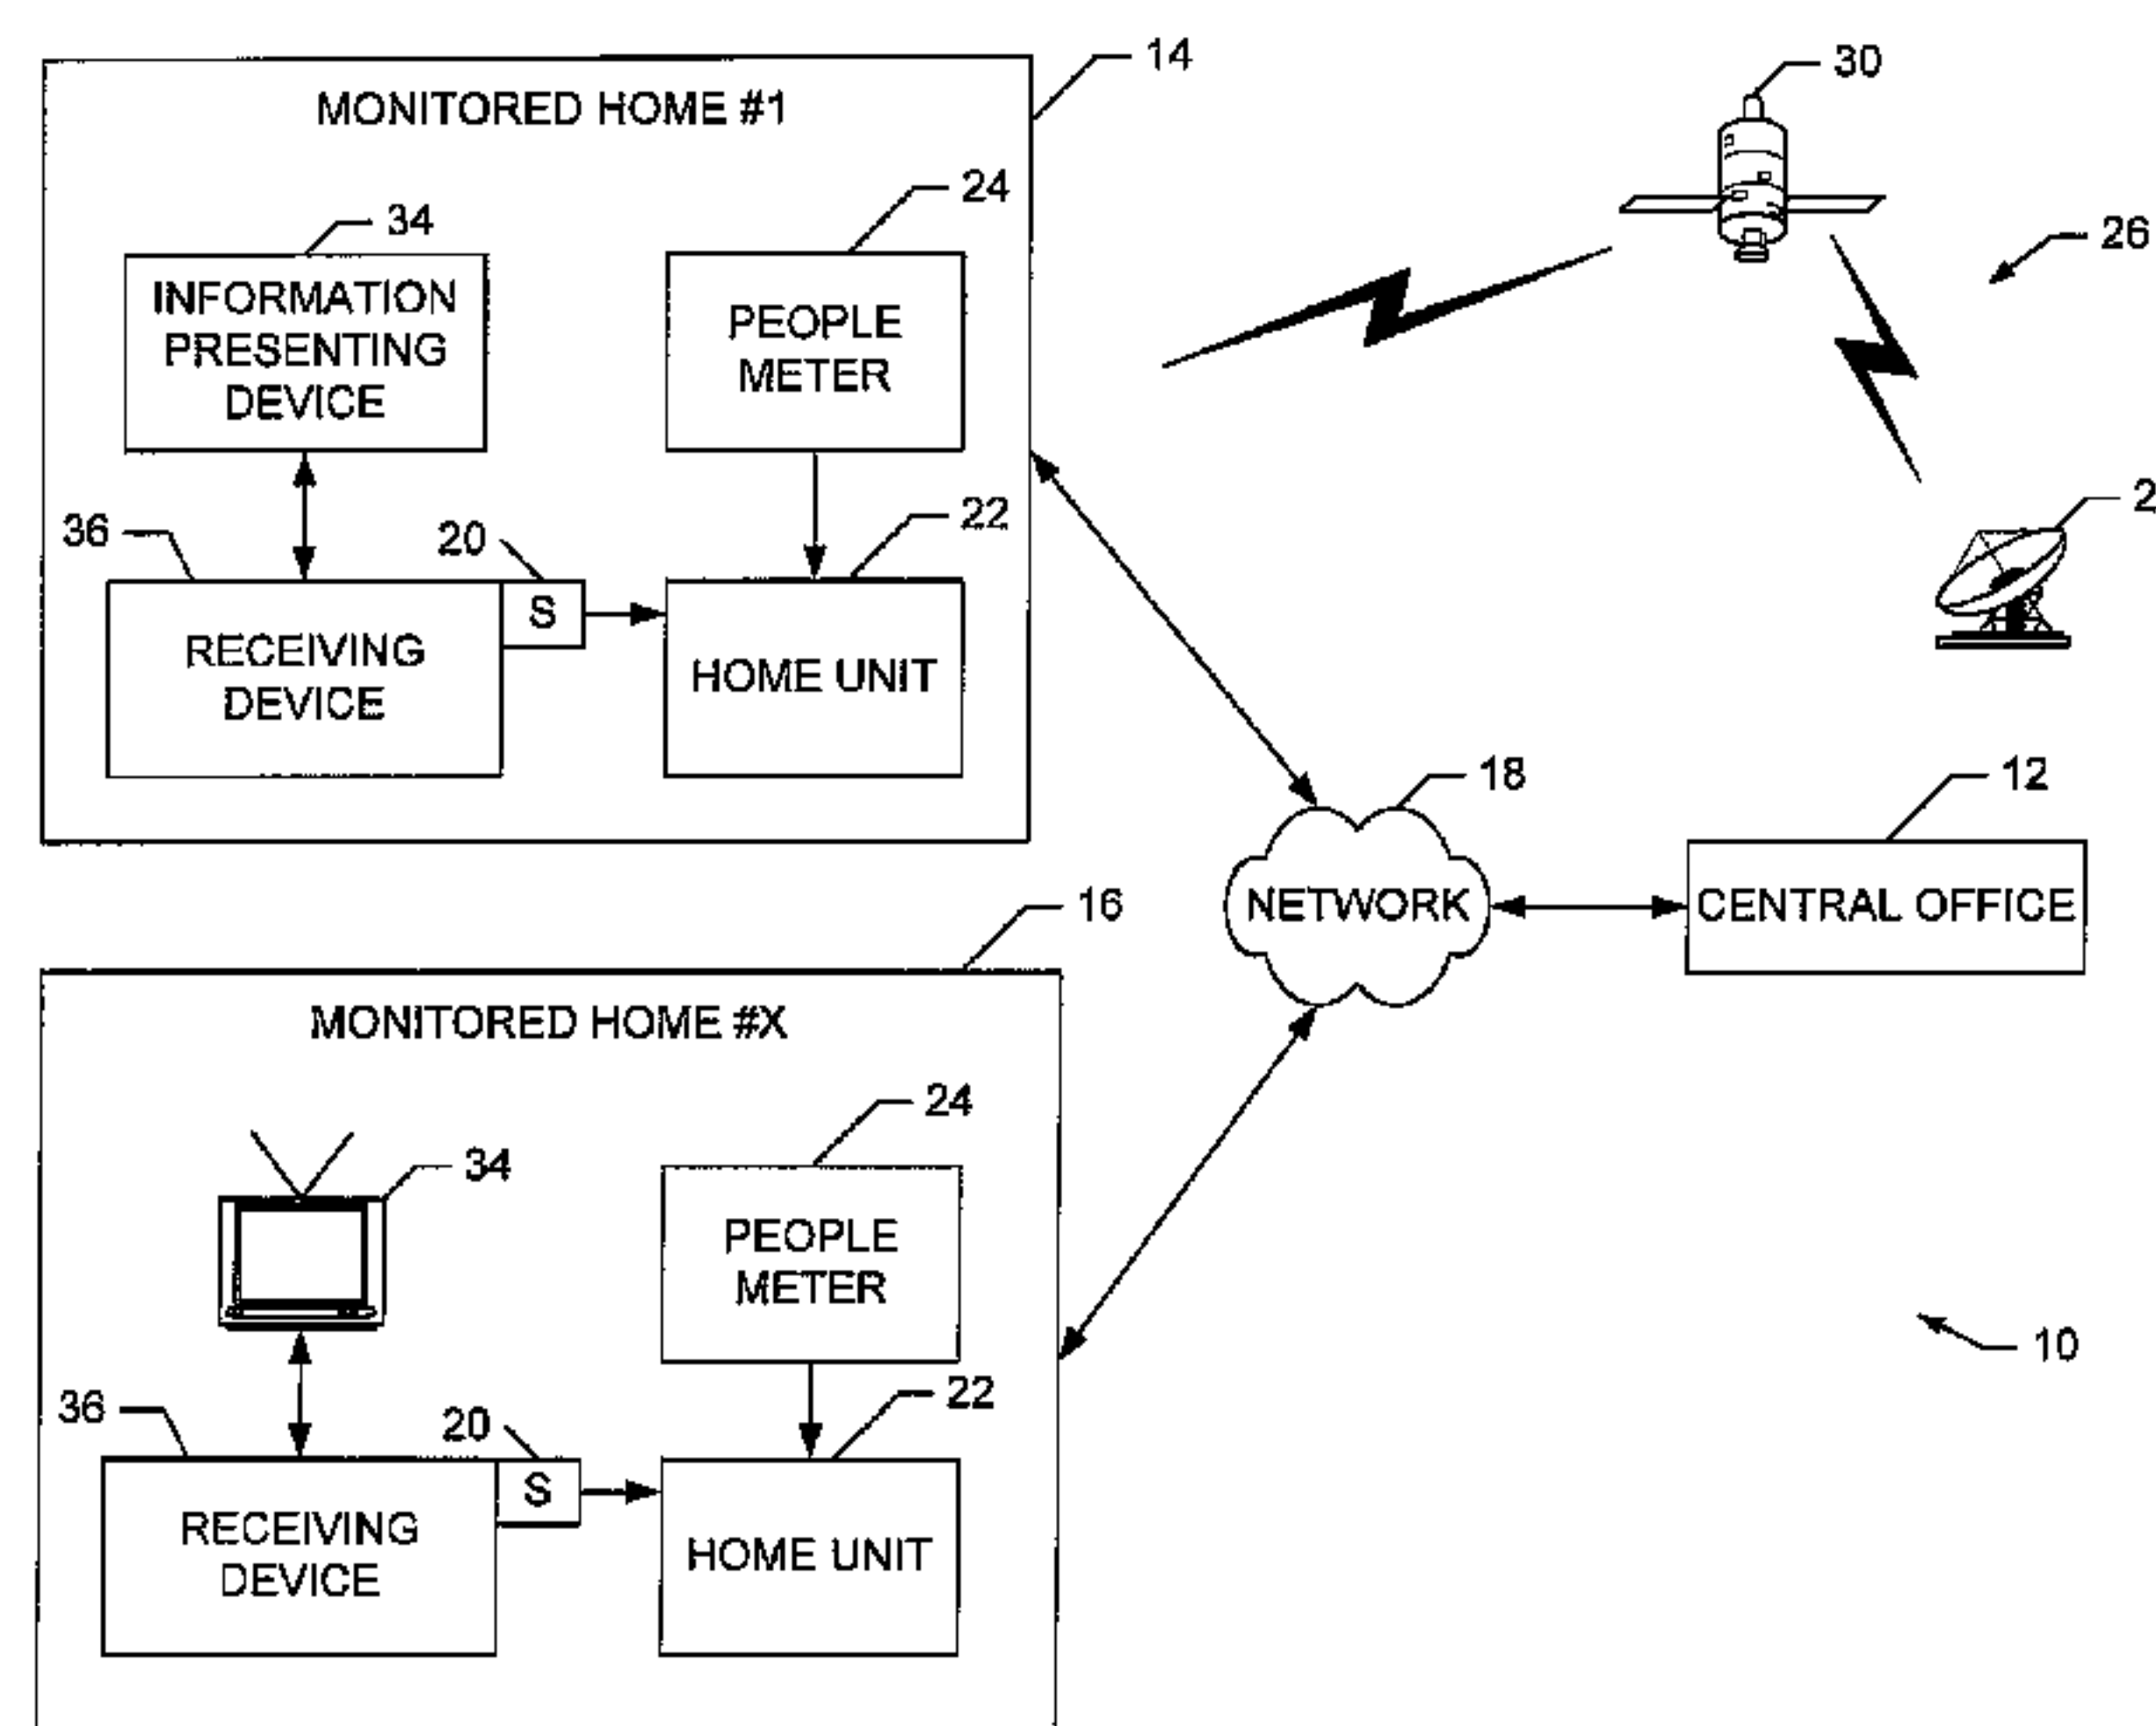 14
30
MONITORED HOME #1
24
34
26
INFORMATION
PRESENTING
DEVICE
PEOPLE
METER
36
20
22
S
RECEIVING
DEVICE
HOME UNIT
18
12
NETWORK
CENTRAL OFFICE
16
MONITORED HOME #X
24
34
PEOPLE
METER
10
36
20
22
S
RECEIVING
DEVICE
HOME UNIT